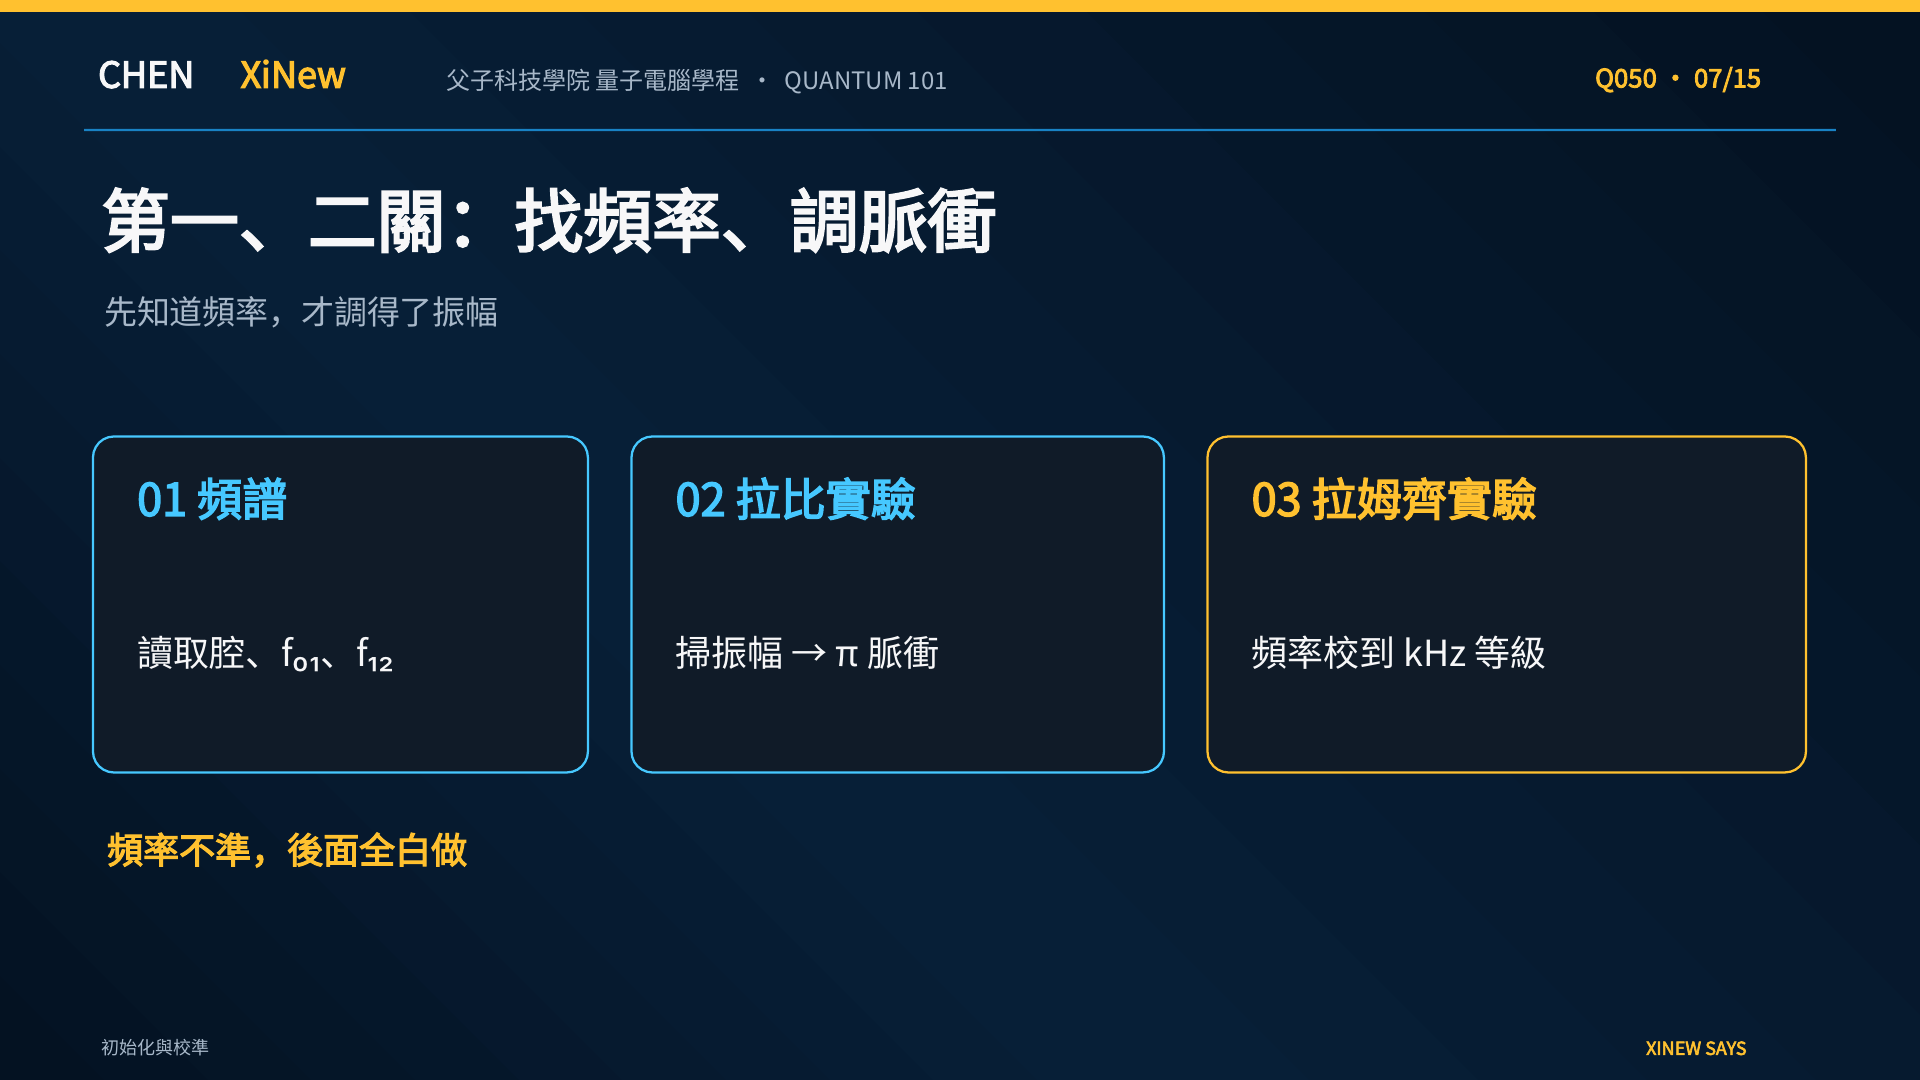 CHEN XiNew 父子科技學院 量子電腦學程 • QUANTUM 101 Q050 • 07/15
第一、二關：找頻率、調脈衝
先知道頻率，才調得了振幅
01 頻譜
讀取腔、f₀₁、f₁₂
02 拉比實驗
掃振幅 → π 脈衝
03 拉姆齊實驗
頻率校到 kHz 等級
頻率不準，後面全白做
初始化與校準
XINEW SAYS